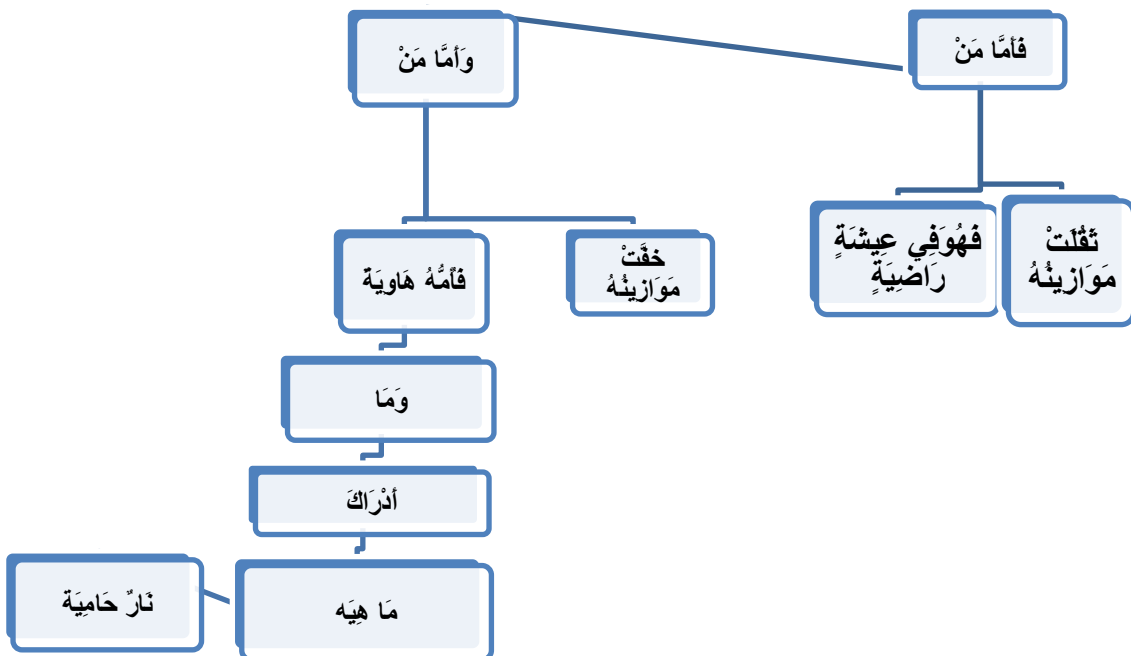 فَأَمَّا مَنْ
ثَقُلَتْ
مَوَازِينُهُ
فَهُوَفِي عِيشَةٍ
رَاضِيَةٍ
وَأَمَّا مَنْ
خَفَّتْ
مَوَازِينُهُ
فَأُمُّهُ هَاوِيَةٌ
وَمَا
أَدْرَاكَ
مَا هِيَه
نَارٌ حَامِيَة